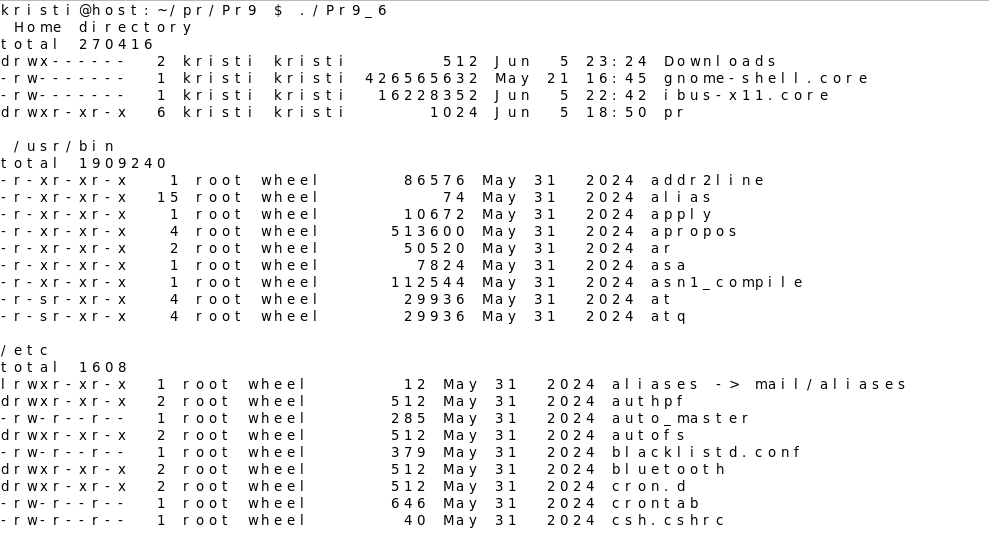 kristi@host:~/pr/Pr9 $ ./Pr9_6
 Home directory
total 270416
drwx------  2 kristi kristi       512 Jun  5 23:24 Downloads
-rw-------  1 kristi kristi 426565632 May 21 16:45 gnome-shell.core
-rw-------  1 kristi kristi  16228352 Jun  5 22:42 ibus-x11.core
drwxr-xr-x  6 kristi kristi      1024 Jun  5 18:50 pr

 /usr/bin
total 1909240
-r-xr-xr-x   1 root wheel      86576 May 31  2024 addr2line
-r-xr-xr-x  15 root wheel         74 May 31  2024 alias
-r-xr-xr-x   1 root wheel      10672 May 31  2024 apply
-r-xr-xr-x   4 root wheel     513600 May 31  2024 apropos
-r-xr-xr-x   2 root wheel      50520 May 31  2024 ar
-r-xr-xr-x   1 root wheel       7824 May 31  2024 asa
-r-xr-xr-x   1 root wheel     112544 May 31  2024 asn1_compile
-r-sr-xr-x   4 root wheel      29936 May 31  2024 at
-r-sr-xr-x   4 root wheel      29936 May 31  2024 atq

/etc
total 1608
lrwxr-xr-x  1 root wheel       12 May 31  2024 aliases -> mail/aliases
drwxr-xr-x  2 root wheel      512 May 31  2024 authpf
-rw-r--r--  1 root wheel      285 May 31  2024 auto_master
drwxr-xr-x  2 root wheel      512 May 31  2024 autofs
-rw-r--r--  1 root wheel      379 May 31  2024 blacklistd.conf
drwxr-xr-x  2 root wheel      512 May 31  2024 bluetooth
drwxr-xr-x  2 root wheel      512 May 31  2024 cron.d
-rw-r--r--  1 root wheel      646 May 31  2024 crontab
-rw-r--r--  1 root wheel       40 May 31  2024 csh.cshrc